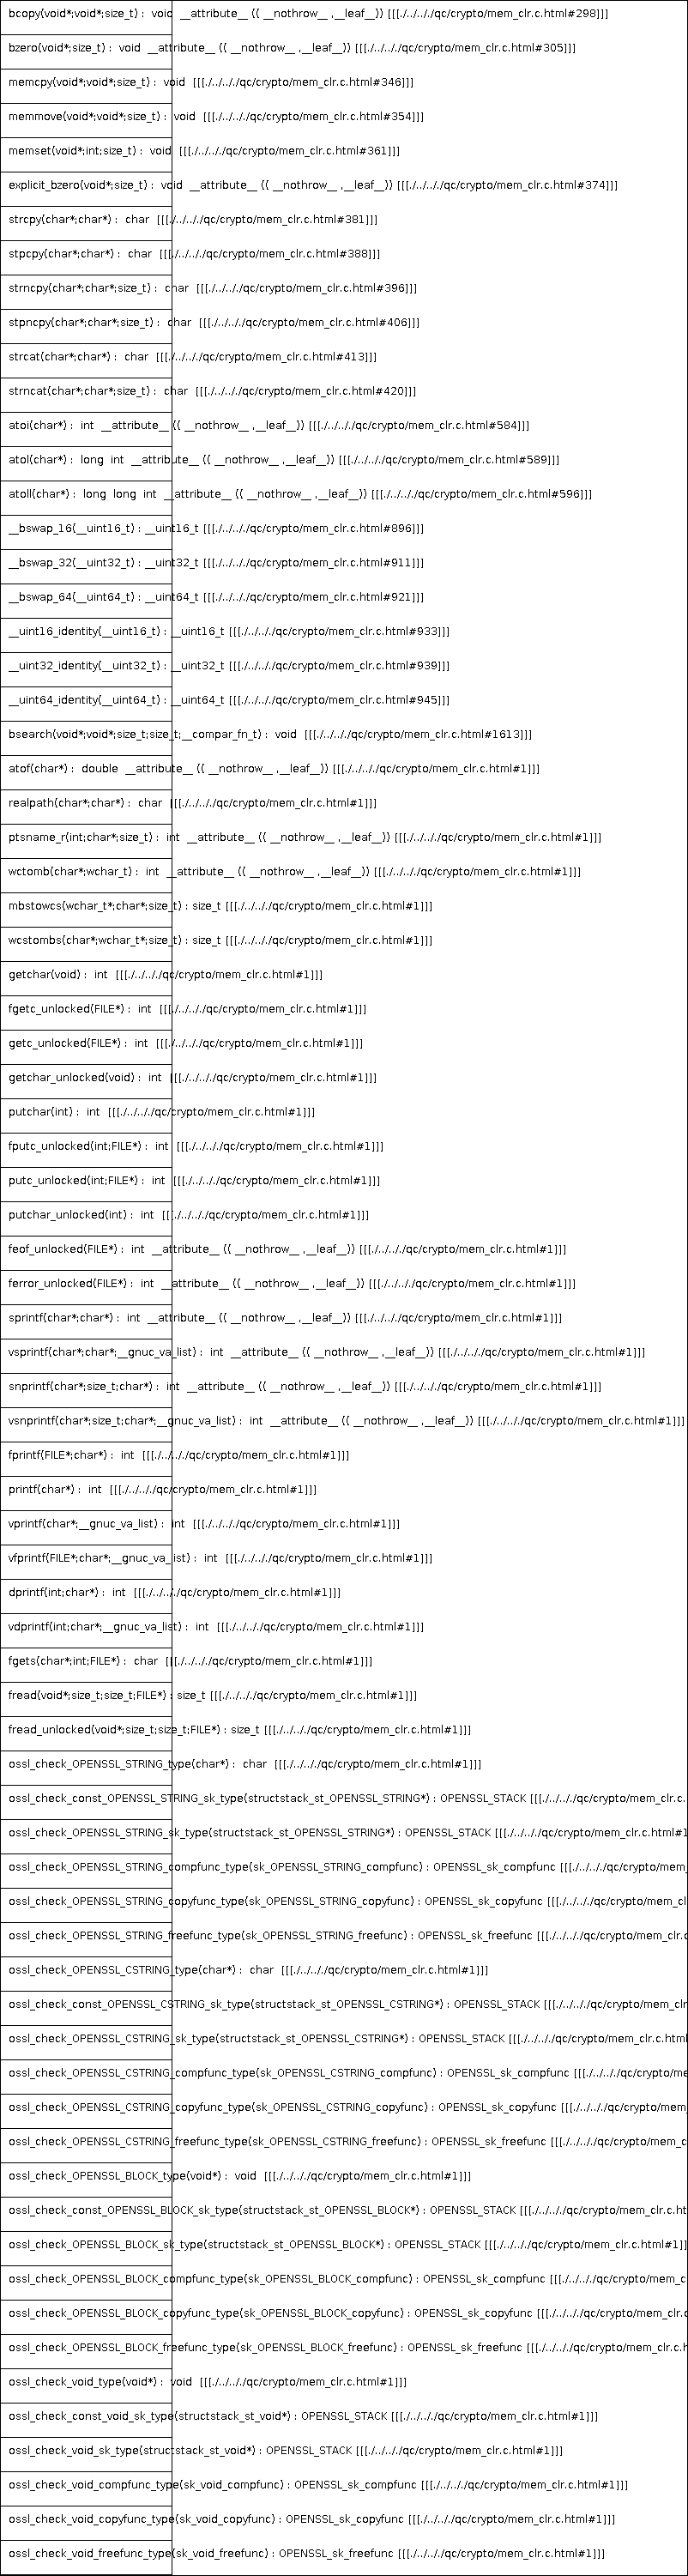 bcopy(void*;void*;size_t) : void __attribute__ (( __nothrow__ ,__leaf__)) [[[./../../qc/crypto/mem_clr.c.html#298]]]
bzero(void*;size_t) : void __attribute__ (( __nothrow__ ,__leaf__)) [[[./../../qc/crypto/mem_clr.c.html#305]]]
memcpy(void*;void*;size_t) : void [[[./../../qc/crypto/mem_clr.c.html#346]]]
memmove(void*;void*;size_t) : void [[[./../../qc/crypto/mem_clr.c.html#354]]]
memset(void*;int;size_t) : void [[[./../../qc/crypto/mem_clr.c.html#361]]]
explicit_bzero(void*;size_t) : void __attribute__ (( __nothrow__ ,__leaf__)) [[[./../../qc/crypto/mem_clr.c.html#374]]]
strcpy(char*;char*) : char [[[./../../qc/crypto/mem_clr.c.html#381]]]
stpcpy(char*;char*) : char [[[./../../qc/crypto/mem_clr.c.html#388]]]
strncpy(char*;char*;size_t) : char [[[./../../qc/crypto/mem_clr.c.html#396]]]
stpncpy(char*;char*;size_t) : char [[[./../../qc/crypto/mem_clr.c.html#406]]]
strcat(char*;char*) : char [[[./../../qc/crypto/mem_clr.c.html#413]]]
strncat(char*;char*;size_t) : char [[[./../../qc/crypto/mem_clr.c.html#420]]]
atoi(char*) : int __attribute__ (( __nothrow__ ,__leaf__)) [[[./../../qc/crypto/mem_clr.c.html#584]]]
atol(char*) : long int __attribute__ (( __nothrow__ ,__leaf__)) [[[./../../qc/crypto/mem_clr.c.html#589]]]
atoll(char*) : long long int __attribute__ (( __nothrow__ ,__leaf__)) [[[./../../qc/crypto/mem_clr.c.html#596]]]
__bswap_16(__uint16_t) : __uint16_t [[[./../../qc/crypto/mem_clr.c.html#896]]]
__bswap_32(__uint32_t) : __uint32_t [[[./../../qc/crypto/mem_clr.c.html#911]]]
__bswap_64(__uint64_t) : __uint64_t [[[./../../qc/crypto/mem_clr.c.html#921]]]
__uint16_identity(__uint16_t) : __uint16_t [[[./../../qc/crypto/mem_clr.c.html#933]]]
__uint32_identity(__uint32_t) : __uint32_t [[[./../../qc/crypto/mem_clr.c.html#939]]]
__uint64_identity(__uint64_t) : __uint64_t [[[./../../qc/crypto/mem_clr.c.html#945]]]
bsearch(void*;void*;size_t;size_t;__compar_fn_t) : void [[[./../../qc/crypto/mem_clr.c.html#1613]]]
atof(char*) : double __attribute__ (( __nothrow__ ,__leaf__)) [[[./../../qc/crypto/mem_clr.c.html#1]]]
realpath(char*;char*) : char [[[./../../qc/crypto/mem_clr.c.html#1]]]
ptsname_r(int;char*;size_t) : int __attribute__ (( __nothrow__ ,__leaf__)) [[[./../../qc/crypto/mem_clr.c.html#1]]]
wctomb(char*;wchar_t) : int __attribute__ (( __nothrow__ ,__leaf__)) [[[./../../qc/crypto/mem_clr.c.html#1]]]
mbstowcs(wchar_t*;char*;size_t) : size_t [[[./../../qc/crypto/mem_clr.c.html#1]]]
wcstombs(char*;wchar_t*;size_t) : size_t [[[./../../qc/crypto/mem_clr.c.html#1]]]
getchar(void) : int [[[./../../qc/crypto/mem_clr.c.html#1]]]
fgetc_unlocked(FILE*) : int [[[./../../qc/crypto/mem_clr.c.html#1]]]
getc_unlocked(FILE*) : int [[[./../../qc/crypto/mem_clr.c.html#1]]]
getchar_unlocked(void) : int [[[./../../qc/crypto/mem_clr.c.html#1]]]
putchar(int) : int [[[./../../qc/crypto/mem_clr.c.html#1]]]
fputc_unlocked(int;FILE*) : int [[[./../../qc/crypto/mem_clr.c.html#1]]]
putc_unlocked(int;FILE*) : int [[[./../../qc/crypto/mem_clr.c.html#1]]]
putchar_unlocked(int) : int [[[./../../qc/crypto/mem_clr.c.html#1]]]
feof_unlocked(FILE*) : int __attribute__ (( __nothrow__ ,__leaf__)) [[[./../../qc/crypto/mem_clr.c.html#1]]]
ferror_unlocked(FILE*) : int __attribute__ (( __nothrow__ ,__leaf__)) [[[./../../qc/crypto/mem_clr.c.html#1]]]
sprintf(char*;char*) : int __attribute__ (( __nothrow__ ,__leaf__)) [[[./../../qc/crypto/mem_clr.c.html#1]]]
vsprintf(char*;char*;__gnuc_va_list) : int __attribute__ (( __nothrow__ ,__leaf__)) [[[./../../qc/crypto/mem_clr.c.html#1]]]
snprintf(char*;size_t;char*) : int __attribute__ (( __nothrow__ ,__leaf__)) [[[./../../qc/crypto/mem_clr.c.html#1]]]
vsnprintf(char*;size_t;char*;__gnuc_va_list) : int __attribute__ (( __nothrow__ ,__leaf__)) [[[./../../qc/crypto/mem_clr.c.html#1]]]
fprintf(FILE*;char*) : int [[[./../../qc/crypto/mem_clr.c.html#1]]]
printf(char*) : int [[[./../../qc/crypto/mem_clr.c.html#1]]]
vprintf(char*;__gnuc_va_list) : int [[[./../../qc/crypto/mem_clr.c.html#1]]]
vfprintf(FILE*;char*;__gnuc_va_list) : int [[[./../../qc/crypto/mem_clr.c.html#1]]]
dprintf(int;char*) : int [[[./../../qc/crypto/mem_clr.c.html#1]]]
vdprintf(int;char*;__gnuc_va_list) : int [[[./../../qc/crypto/mem_clr.c.html#1]]]
fgets(char*;int;FILE*) : char [[[./../../qc/crypto/mem_clr.c.html#1]]]
fread(void*;size_t;size_t;FILE*) : size_t [[[./../../qc/crypto/mem_clr.c.html#1]]]
fread_unlocked(void*;size_t;size_t;FILE*) : size_t [[[./../../qc/crypto/mem_clr.c.html#1]]]
ossl_check_OPENSSL_STRING_type(char*) : char [[[./../../qc/crypto/mem_clr.c.html#1]]]
ossl_check_const_OPENSSL_STRING_sk_type(structstack_st_OPENSSL_STRING*) : OPENSSL_STACK [[[./../../qc/crypto/mem_clr.c.
ossl_check_OPENSSL_STRING_sk_type(structstack_st_OPENSSL_STRING*) : OPENSSL_STACK [[[./../../qc/crypto/mem_clr.c.html#1
ossl_check_OPENSSL_STRING_compfunc_type(sk_OPENSSL_STRING_compfunc) : OPENSSL_sk_compfunc [[[./../../qc/crypto/mem_
ossl_check_OPENSSL_STRING_copyfunc_type(sk_OPENSSL_STRING_copyfunc) : OPENSSL_sk_copyfunc [[[./../../qc/crypto/mem_cl
ossl_check_OPENSSL_STRING_freefunc_type(sk_OPENSSL_STRING_freefunc) : OPENSSL_sk_freefunc [[[./../../qc/crypto/mem_clr.c
ossl_check_OPENSSL_CSTRING_type(char*) : char [[[./../../qc/crypto/mem_clr.c.html#1]]]
ossl_check_const_OPENSSL_CSTRING_sk_type(structstack_st_OPENSSL_CSTRING*) : OPENSSL_STACK [[[./../../qc/crypto/mem_clr
ossl_check_OPENSSL_CSTRING_sk_type(structstack_st_OPENSSL_CSTRING*) : OPENSSL_STACK [[[./../../qc/crypto/mem_clr.c.html
ossl_check_OPENSSL_CSTRING_compfunc_type(sk_OPENSSL_CSTRING_compfunc) : OPENSSL_sk_compfunc [[[./../../qc/crypto/me
ossl_check_OPENSSL_CSTRING_copyfunc_type(sk_OPENSSL_CSTRING_copyfunc) : OPENSSL_sk_copyfunc [[[./../../qc/crypto/mem_
ossl_check_OPENSSL_CSTRING_freefunc_type(sk_OPENSSL_CSTRING_freefunc) : OPENSSL_sk_freefunc [[[./../../qc/crypto/mem_c
ossl_check_OPENSSL_BLOCK_type(void*) : void [[[./../../qc/crypto/mem_clr.c.html#1]]]
ossl_check_const_OPENSSL_BLOCK_sk_type(structstack_st_OPENSSL_BLOCK*) : OPENSSL_STACK [[[./../../qc/crypto/mem_clr.c.ht
ossl_check_OPENSSL_BLOCK_sk_type(structstack_st_OPENSSL_BLOCK*) : OPENSSL_STACK [[[./../../qc/crypto/mem_clr.c.html#1]]
ossl_check_OPENSSL_BLOCK_compfunc_type(sk_OPENSSL_BLOCK_compfunc) : OPENSSL_sk_compfunc [[[./../../qc/crypto/mem_c
ossl_check_OPENSSL_BLOCK_copyfunc_type(sk_OPENSSL_BLOCK_copyfunc) : OPENSSL_sk_copyfunc [[[./../../qc/crypto/mem_clr.c
ossl_check_OPENSSL_BLOCK_freefunc_type(sk_OPENSSL_BLOCK_freefunc) : OPENSSL_sk_freefunc [[[./../../qc/crypto/mem_clr.c.h
ossl_check_void_type(void*) : void [[[./../../qc/crypto/mem_clr.c.html#1]]]
ossl_check_const_void_sk_type(structstack_st_void*) : OPENSSL_STACK [[[./../../qc/crypto/mem_clr.c.html#1]]]
ossl_check_void_sk_type(structstack_st_void*) : OPENSSL_STACK [[[./../../qc/crypto/mem_clr.c.html#1]]]
ossl_check_void_compfunc_type(sk_void_compfunc) : OPENSSL_sk_compfunc [[[./../../qc/crypto/mem_clr.c.html#1]]]
ossl_check_void_copyfunc_type(sk_void_copyfunc) : OPENSSL_sk_copyfunc [[[./../../qc/crypto/mem_clr.c.html#1]]]
ossl_check_void_freefunc_type(sk_void_freefunc) : OPENSSL_sk_freefunc [[[./../../qc/crypto/mem_clr.c.html#1]]]